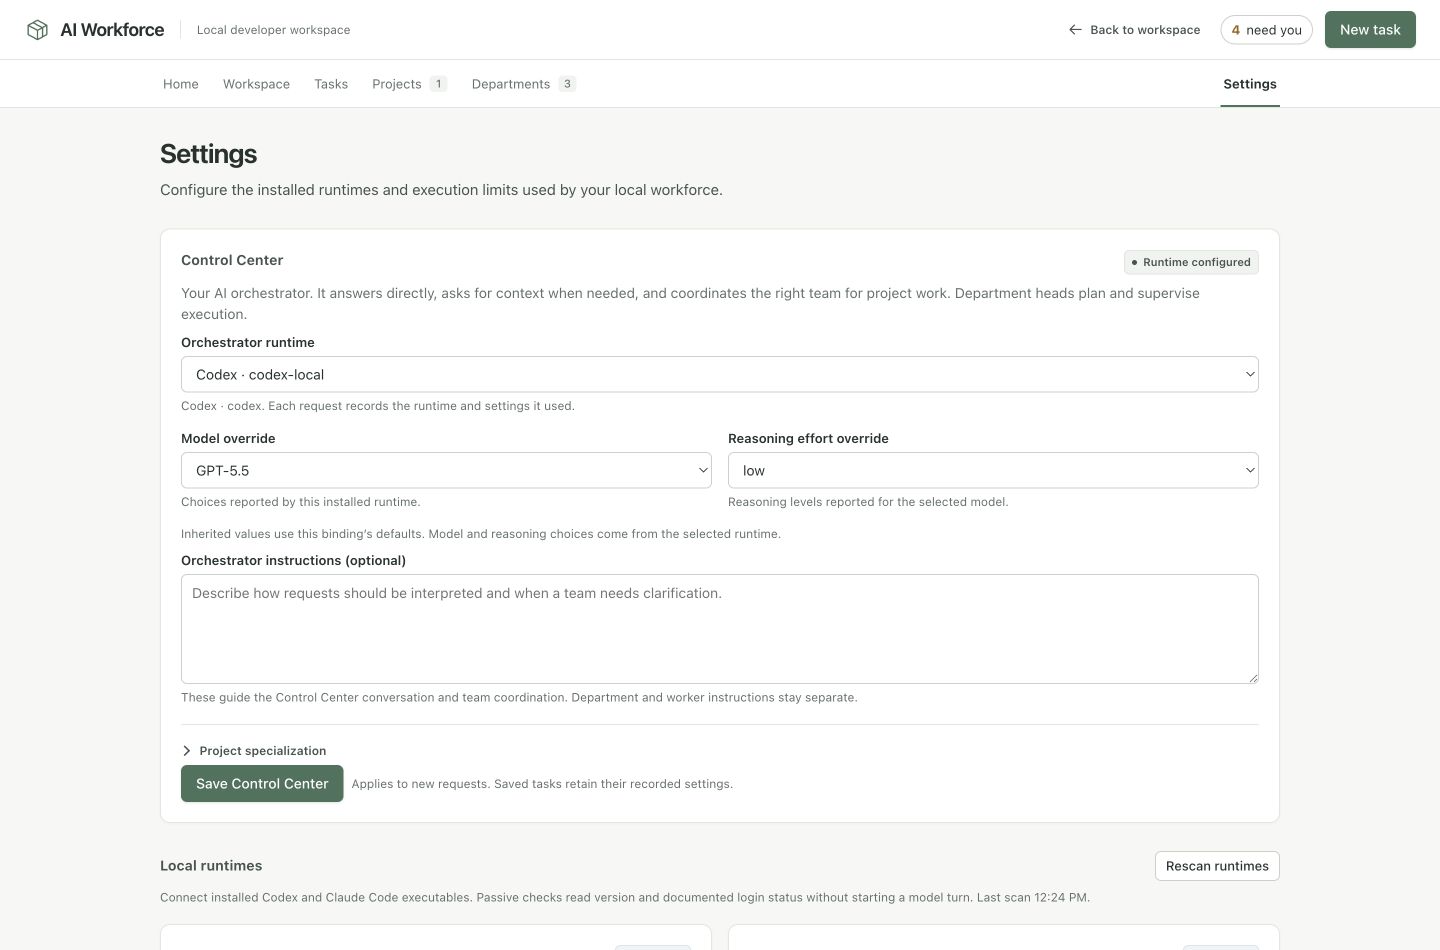 AI Workforce
Local developer workspace
Back to workspace
4 need you
New task
Home
Workspace
Tasks
Projects 1
Departments 3
Settings
Settings
Configure the installed runtimes and execution limits used by your local workforce.
Control Center
Runtime configured
Your AI orchestrator. It answers directly, asks for context when needed, and coordinates the right team for project work. Department heads plan and supervise
execution.
Orchestrator runtime
Codex · codex-local
Codex · codex. Each request records the runtime and settings it used.
Model override
Reasoning effort override
GPT-5.5
low
Choices reported by this installed runtime.
Reasoning levels reported for the selected model.
Inherited values use this binding's defaults. Model and reasoning choices come from the selected runtime.
Orchestrator instructions (optional)
Describe how requests should be interpreted and when a team needs clarification.
These guide the Control Center conversation and team coordination. Department and worker instructions stay separate.
Project specialization
Save Control Center
Applies to new requests. Saved tasks retain their recorded settings.
Local runtimes
Rescan runtimes
Connect installed Codex and Claude Code executables. Passive checks read version and documented login status without starting a model turn. Last scan 12:24 PM.